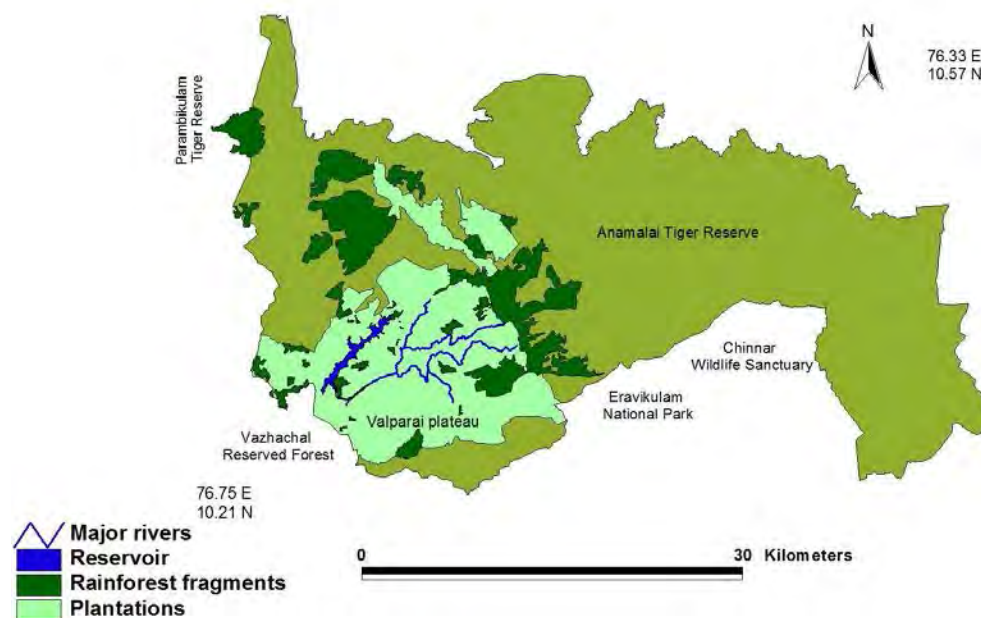 N
76.33 E
10.57 N
Parambikulam
Tiger Reserve
Anamalai Tiger Reserve
Chinnar
Wildlife Sanctuary
Eravikulam
National Park
Valparai plateau
Vazhachal
Reserved Forest
76.75 E
10.21 N
Major rivers
Reservoir
Rainforest fragments
Plantations
0
30 Kilometers